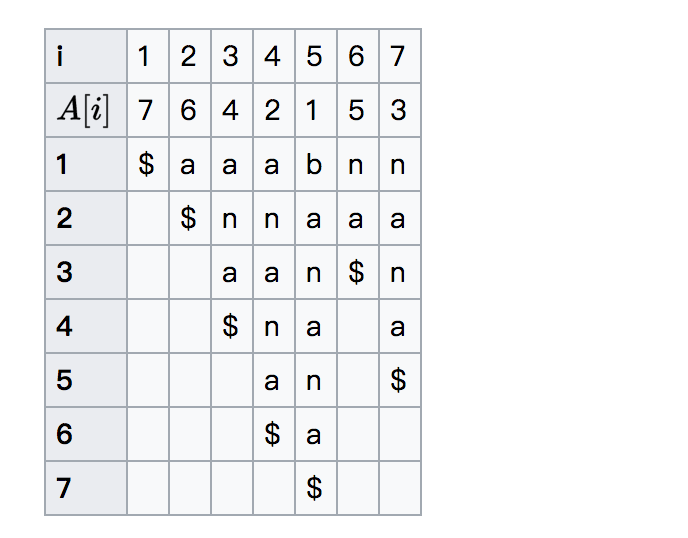 i 1 2 3 4 5 6 7
A[i] 7 6 4 2 1 5 3
1 $ a a a b n n
2 $ n n a a a
3 a a n $ n
4 $ n a a
5 a n $
6 $ a
7 $